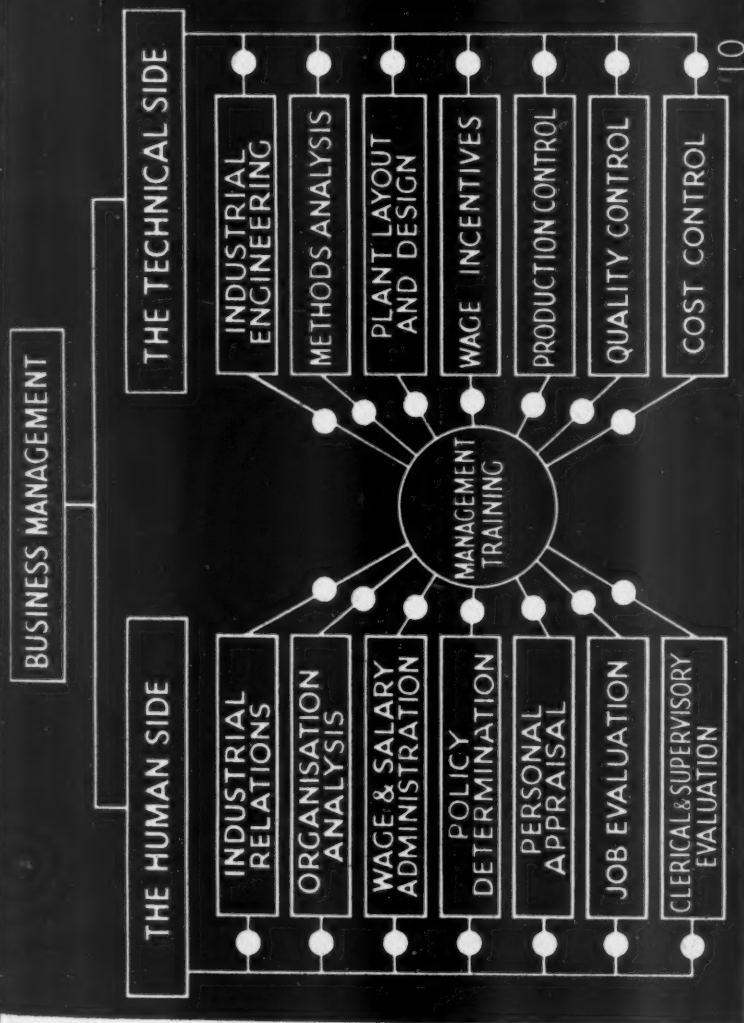 BUSINESS MANAGEMENT
THE HUMAN SIDE
THE TECHNICAL SIDE
INDUSTRIAL
RELATIONS
ORGANISATION
ANALYSIS
WAGE & SALARY
ADMINISTRATION
POLICY
DETERMINATION
PERSONAL
APPRAISAL
JOB EVALUATION
CLERICAL & SUPERVISORY
EVALUATION
MANAGEMENT
TRAINING
INDUSTRIAL
ENGINEERING
METHODS ANALYSIS
PLANT LAYOUT
AND DESIGN
WAGE INCENTIVES
PRODUCTION CONTROL
QUALITY CONTROL
COST CONTROL